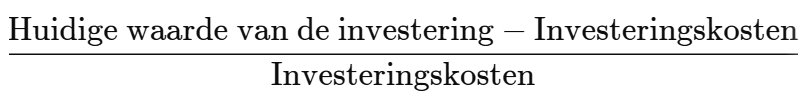 Huidige waarde van de investering − Investeringskosten
Investeringskosten